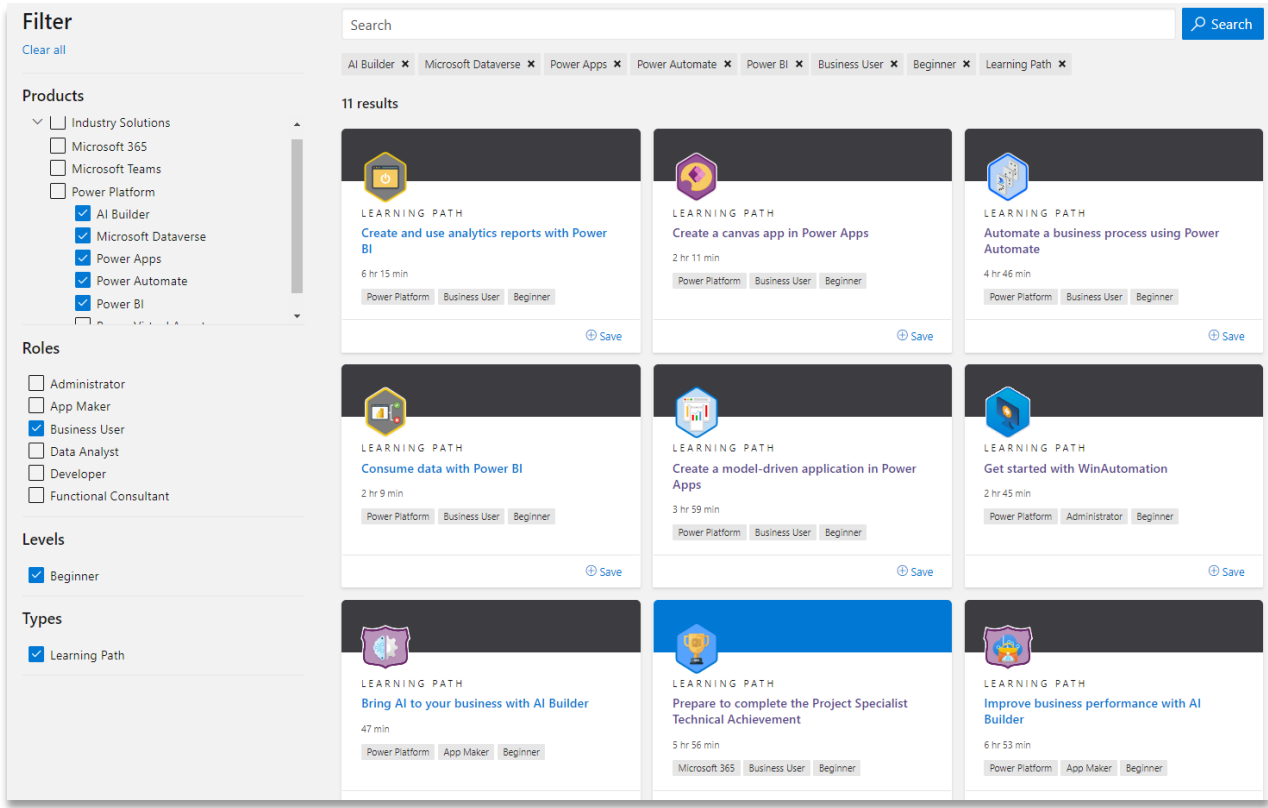 Filter
Clear all
Products
Industry Solutions
Microsoft 365
Microsoft Teams
Power Platform
AI Builder
Microsoft Dataverse
Power Apps
Power Automate
Power BI
Roles
Administrator
App Maker
Business User
Data Analyst
Developer
Functional Consultant
Levels
Beginner
Types
Learning Path
Search
Search
AI Builder × Microsoft Dataverse × Power Apps × Power Automate × Power BI × Business User × Beginner × Learning Path ×
11 results
LEARNING PATH
Create and use analytics reports with Power
BI
6 hr 15 min
Power Platform Business User Beginner
Save
LEARNING PATH
Create a canvas app in Power Apps
2 hr 11 min
Power Platform Business User Beginner
Save
LEARNING PATH
Automate a business process using Power
Automate
4 hr 46 min
Power Platform Business User Beginner
Save
LEARNING PATH
Consume data with Power BI
2 hr 9 min
Power Platform Business User Beginner
Save
LEARNING PATH
Create a model-driven application in Power
Apps
3 hr 59 min
Power Platform Business User Beginner
Save
LEARNING PATH
Get started with WinAutomation
2 hr 45 min
Power Platform Administrator Beginner
Save
LEARNING PATH
Bring AI to your business with AI Builder
47 min
Power Platform App Maker Beginner
LEARNING PATH
Prepare to complete the Project Specialist
Technical Achievement
5 hr 56 min
Microsoft 365 Business User Beginner
LEARNING PATH
Improve business performance with AI
Builder
6 hr 53 min
Power Platform App Maker Beginner